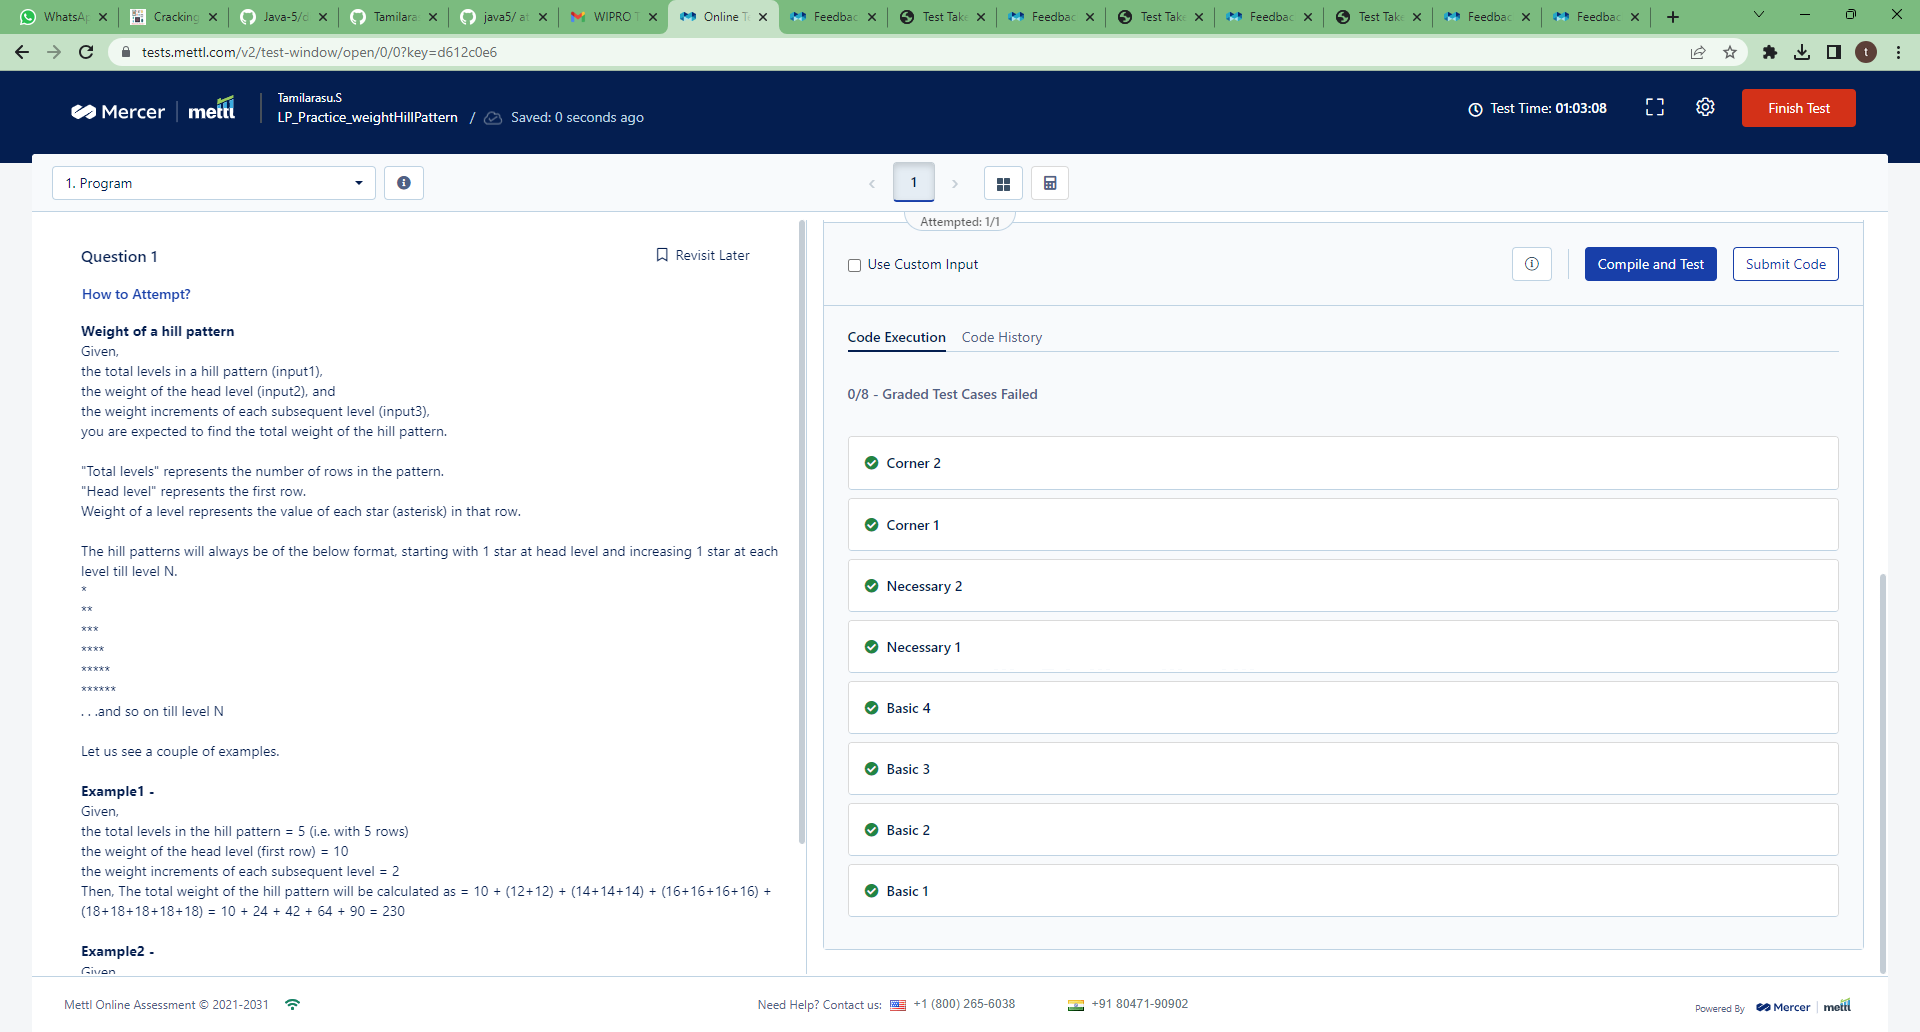 WhatsAp
Cracking
Java-5/d
Tamilara
java5/ at
WIPRO T
Online Te
Feedbac
Test Take
Feedbac
Test Take
Feedbac
Test Take
Feedbac
Feedbac
tests.mettl.com/v2/test-window/open/0/0?key=d612c0e6
t
Mercer | mettl
Tamilarasu.S
LP_Practice_weightHillPattern / Saved: 0 seconds ago
Test Time: 01:03:08
Finish Test
1. Program
1
Attempted: 1/1
Question 1
Revisit Later
How to Attempt?
Weight of a hill pattern
Given,
the total levels in a hill pattern (input1),
the weight of the head level (input2), and
the weight increments of each subsequent level (input3),
you are expected to find the total weight of the hill pattern.
"Total levels" represents the number of rows in the pattern.
"Head level" represents the first row.
Weight of a level represents the value of each star (asterisk) in that row.
The hill patterns will always be of the below format, starting with 1 star at head level and increasing 1 star at each
level till level N.
*
**
***
****
*****
******
. . .and so on till level N
Let us see a couple of examples.
Example1 -
Given,
the total levels in the hill pattern = 5 (i.e. with 5 rows)
the weight of the head level (first row) = 10
the weight increments of each subsequent level = 2
Then, The total weight of the hill pattern will be calculated as = 10 + (12+12) + (14+14+14) + (16+16+16+16) +
(18+18+18+18+18) = 10 + 24 + 42 + 64 + 90 = 230
Example2 -
Given
Use Custom Input
Compile and Test
Submit Code
Code Execution
Code History
0/8 - Graded Test Cases Failed
Corner 2
Corner 1
Necessary 2
Necessary 1
Basic 4
Basic 3
Basic 2
Basic 1
Mettl Online Assessment © 2021-2031
Need Help? Contact us: +1 (800) 265-6038
+91 80471-90902
Powered By Mercer | mettl